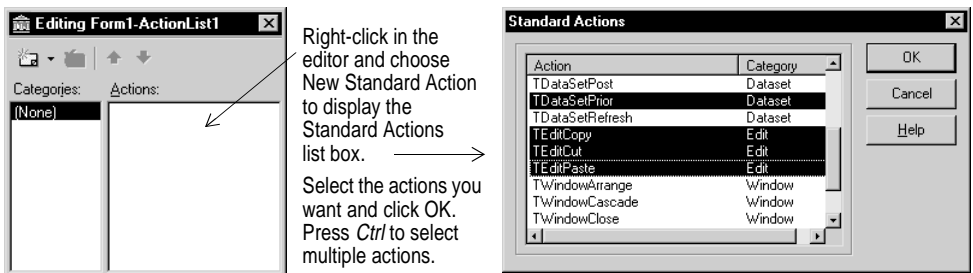 Editing Form1-ActionList1
Categories: Actions:
(None)
Right-click in the
editor and choose
New Standard Action
to display the
Standard Actions
list box.
Select the actions you
want and click OK.
Press Ctrl to select
multiple actions.
Standard Actions
Action Category
TDataSetPost Dataset
TDataSetPrior Dataset
TDataSetRefresh Dataset
TEditCopy Edit
TEditCut Edit
TEditPaste Edit
TWindowArrange Window
TWindowCascade Window
TWindowClose Window
OK
Cancel
Help